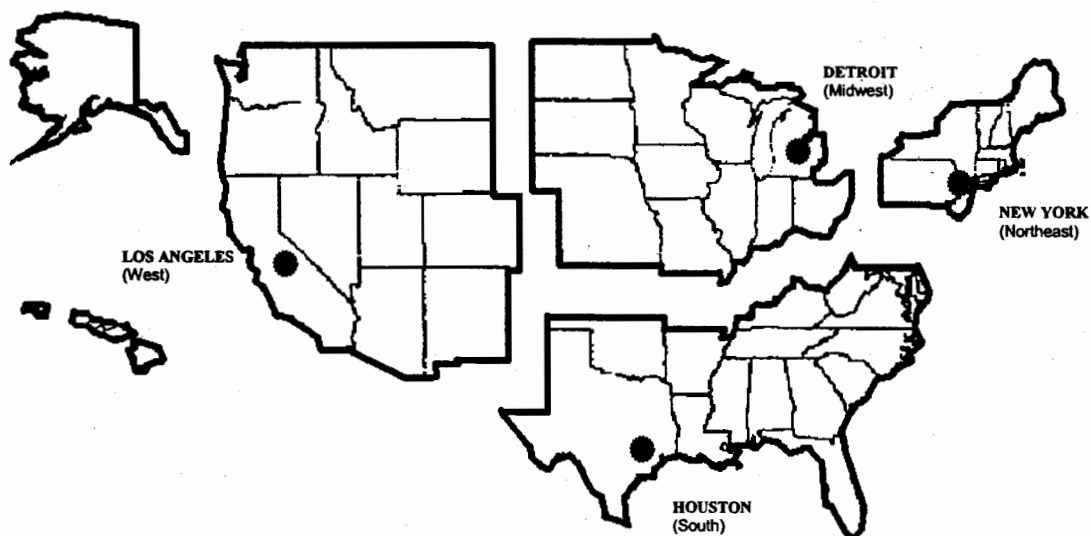 DETROIT
(Midwest)
NEW YORK
(Northeast)
LOS ANGELES
(West)
HOUSTON
(South)